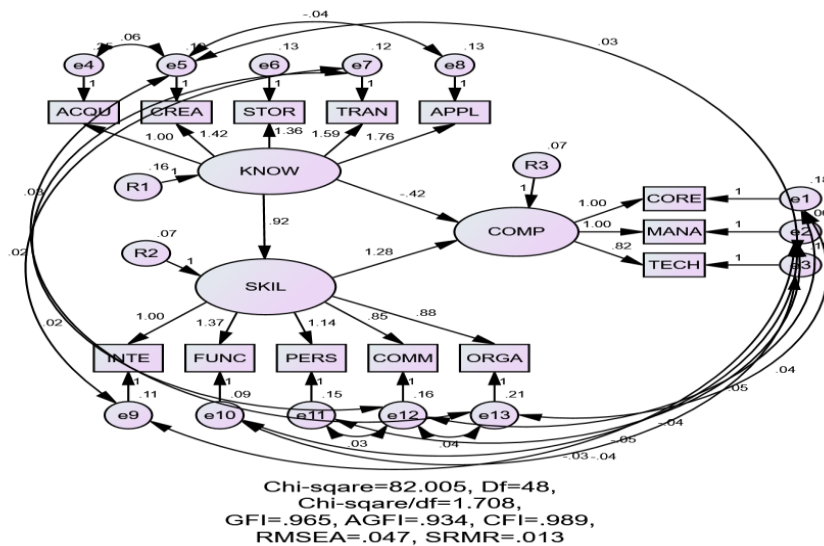 -.04
.06 .13 .12 .13 .03
e4 e5 e6 e7 e8
1 1 1 1 1
ACQU CREA STOR TRAN APPL
1.00 1.42 1.36 1.59 1.76
.07
R3
.16
R1 1 KNOW
1
-.42
CORE 1 e1
1.00
.92
COMP 1.00 MANA 1 e2
.82
TECH 1 e3
.07
R2 1 1.28
SKIL
.02
1.00 1.37 1.14 .85 .88
.02
INTE FUNC PERS COMM ORGA
1 1 1 1 1
.11 .09 .15 .16 .21
e9 e10 e11 e12 e13
.03 .04
.05 .04
-.05 -.04
-.03 -.04
Chi-sqare=82.005, Df=48,
Chi-sqare/df=1.708,
GFI=.965, AGFI=.934, CFI=.989,
RMSEA=.047, SRMR=.013